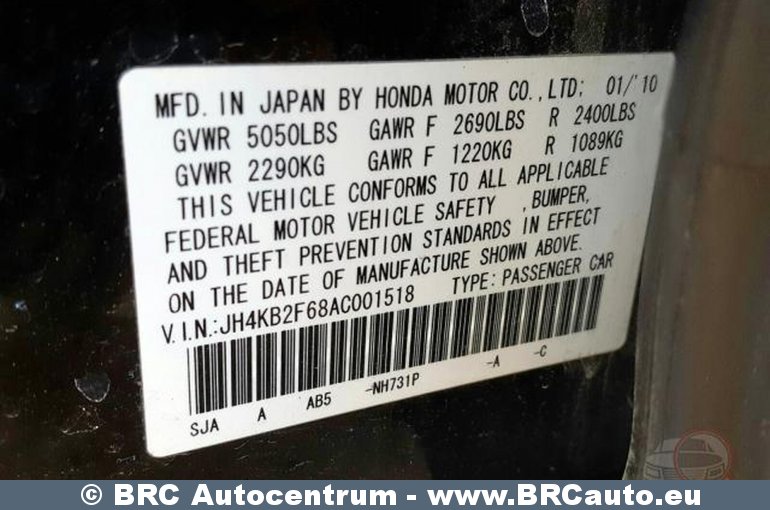 MFD. IN JAPAN BY HONDA MOTOR CO.,LTD; 01/'10
GVWR 5050LBS GAWR F 2690LBS R 2400LBS
GVWR 2290KG GAWR F 1220KG R 1089KG
THIS VEHICLE CONFORMS TO ALL APPLICABLE
FEDERAL MOTOR VEHICLE SAFETY ,BUMPER,
AND THEFT PREVENTION STANDARDS IN EFFECT
ON THE DATE OF MANUFACTURE SHOWN ABOVE.
V.I.N.:JH4KB2F68AC001518 TYPE: PASSENGER CAR
SJA A AB5 -NH731P -A -C
© BRC Autocentrum - www.BRCauto.eu